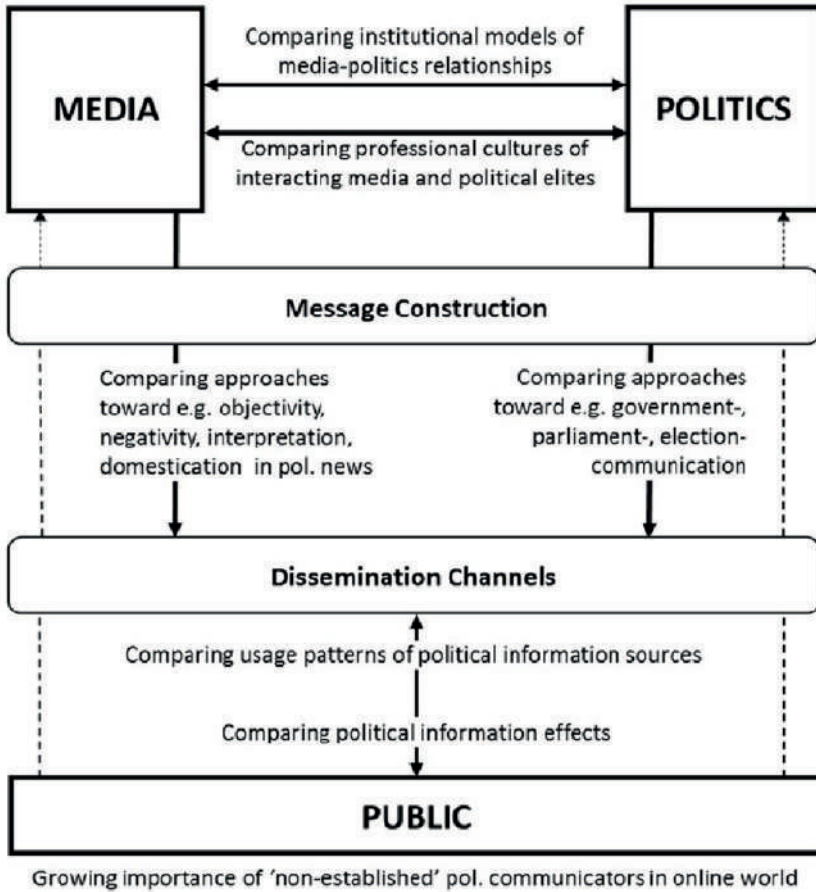 Comparing institutional models of
media-politics relationships
MEDIA
POLITICS
Comparing professional cultures of
interacting media and political elites
Message Construction
Comparing approaches
toward e.g. objectivity,
negativity, interpretation,
domestication in pol. news
Comparing approaches
toward e.g. government-,
parliament-, election-
communication
Dissemination Channels
Comparing usage patterns of political information sources
Comparing political information effects
PUBLIC
Growing importance of 'non-established' pol. communicators in online world